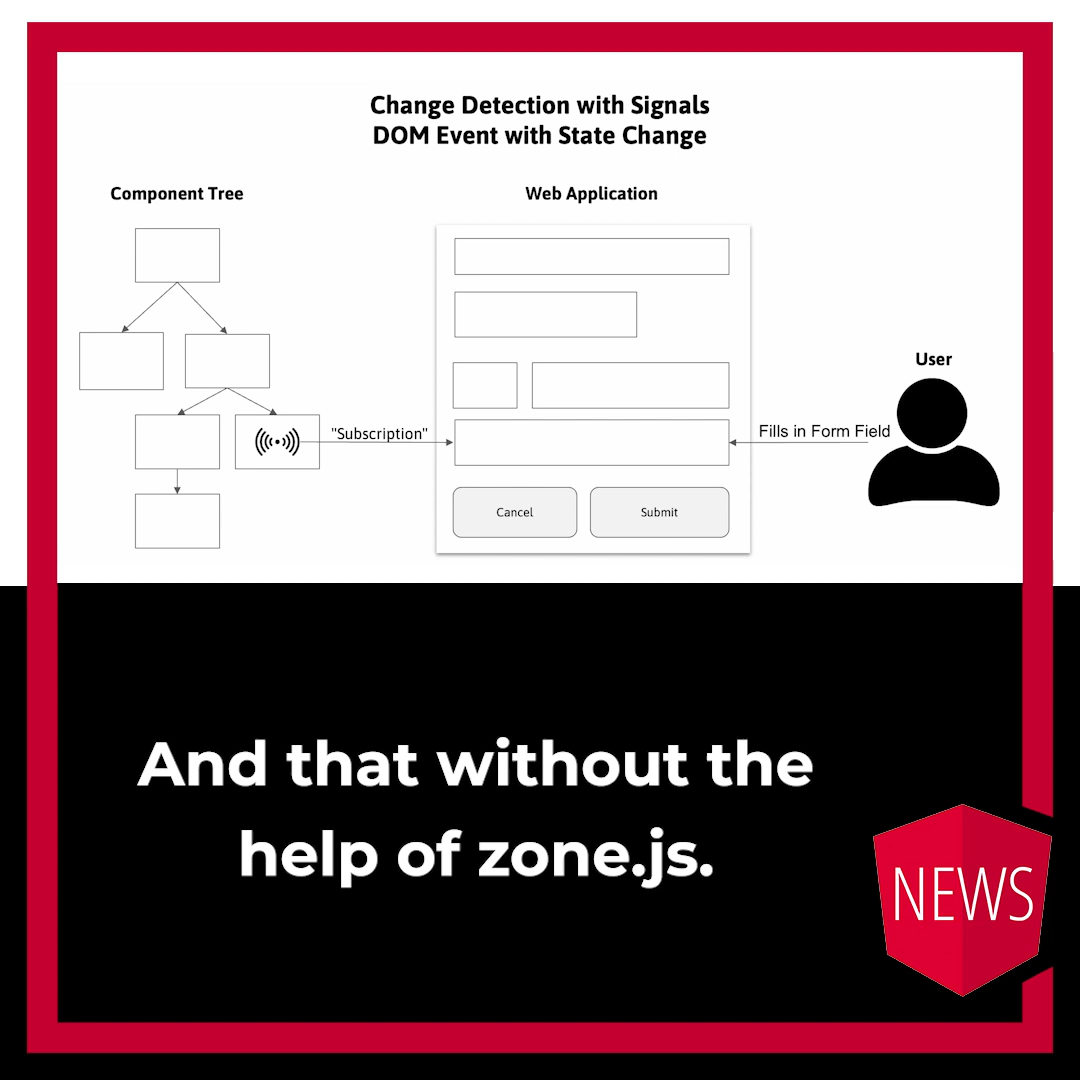 Change Detection with Signals
DOM Event with State Change
Component Tree
Web Application
User
"Subscription"
Fills in Form Field
Cancel
Submit
And that without the
help of zone.js.
NEWS